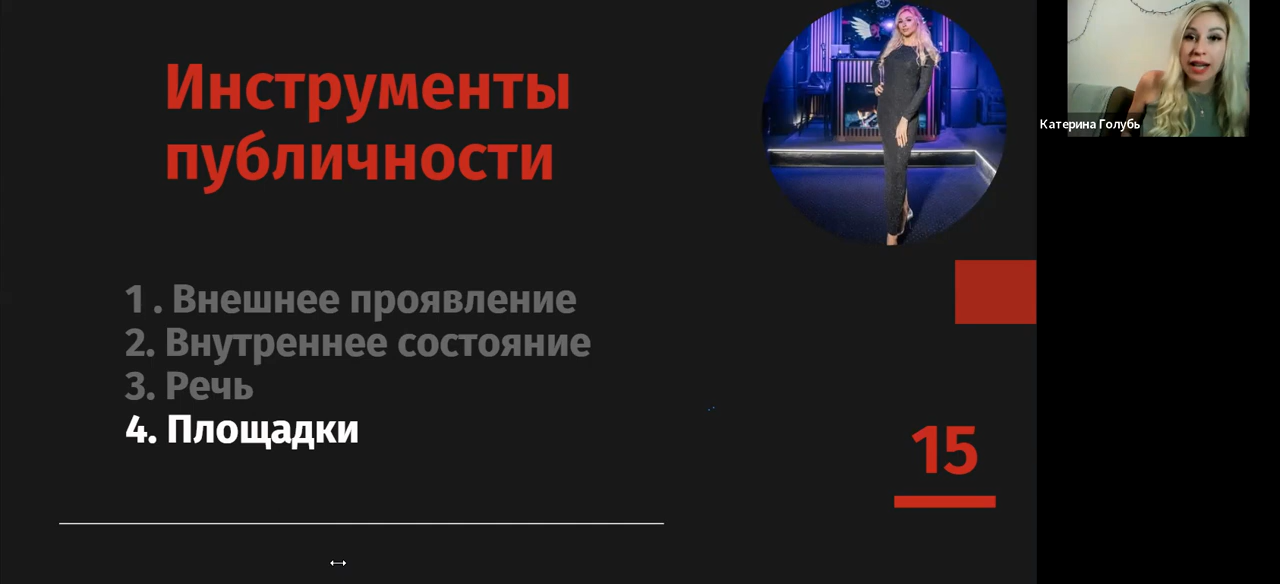 Инструменты
публичности
1 . Внешнее проявление
2. Внутреннее состояние
3. Речь
4. Площадки
15
Катерина Голубь